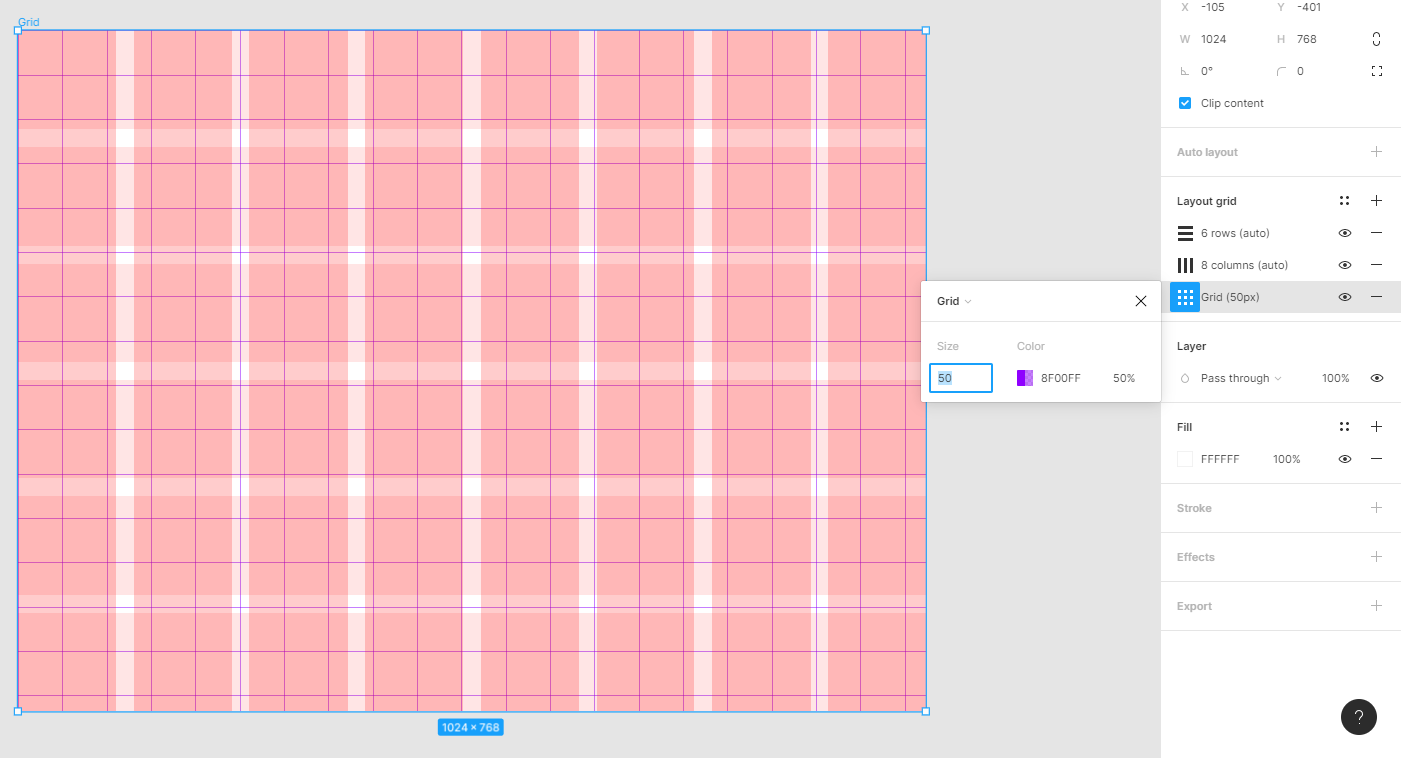 Grid
X -105 Y -401
W 1024 H 768
0° 0
Clip content
Auto layout
Layout grid
6 rows (auto)
8 columns (auto)
Grid (50px)
Grid
Size Color
50 8F00FF 50%
Layer
Pass through 100%
Fill
FFFFFF 100%
Stroke
Effects
Export
1024 × 768
?